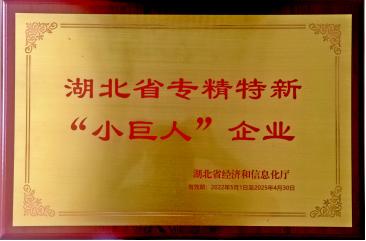 湖北省专精特新
“小巨人”企业
湖北省经济和信息化厅
有效期：2022年5月1日至2025年4月30日